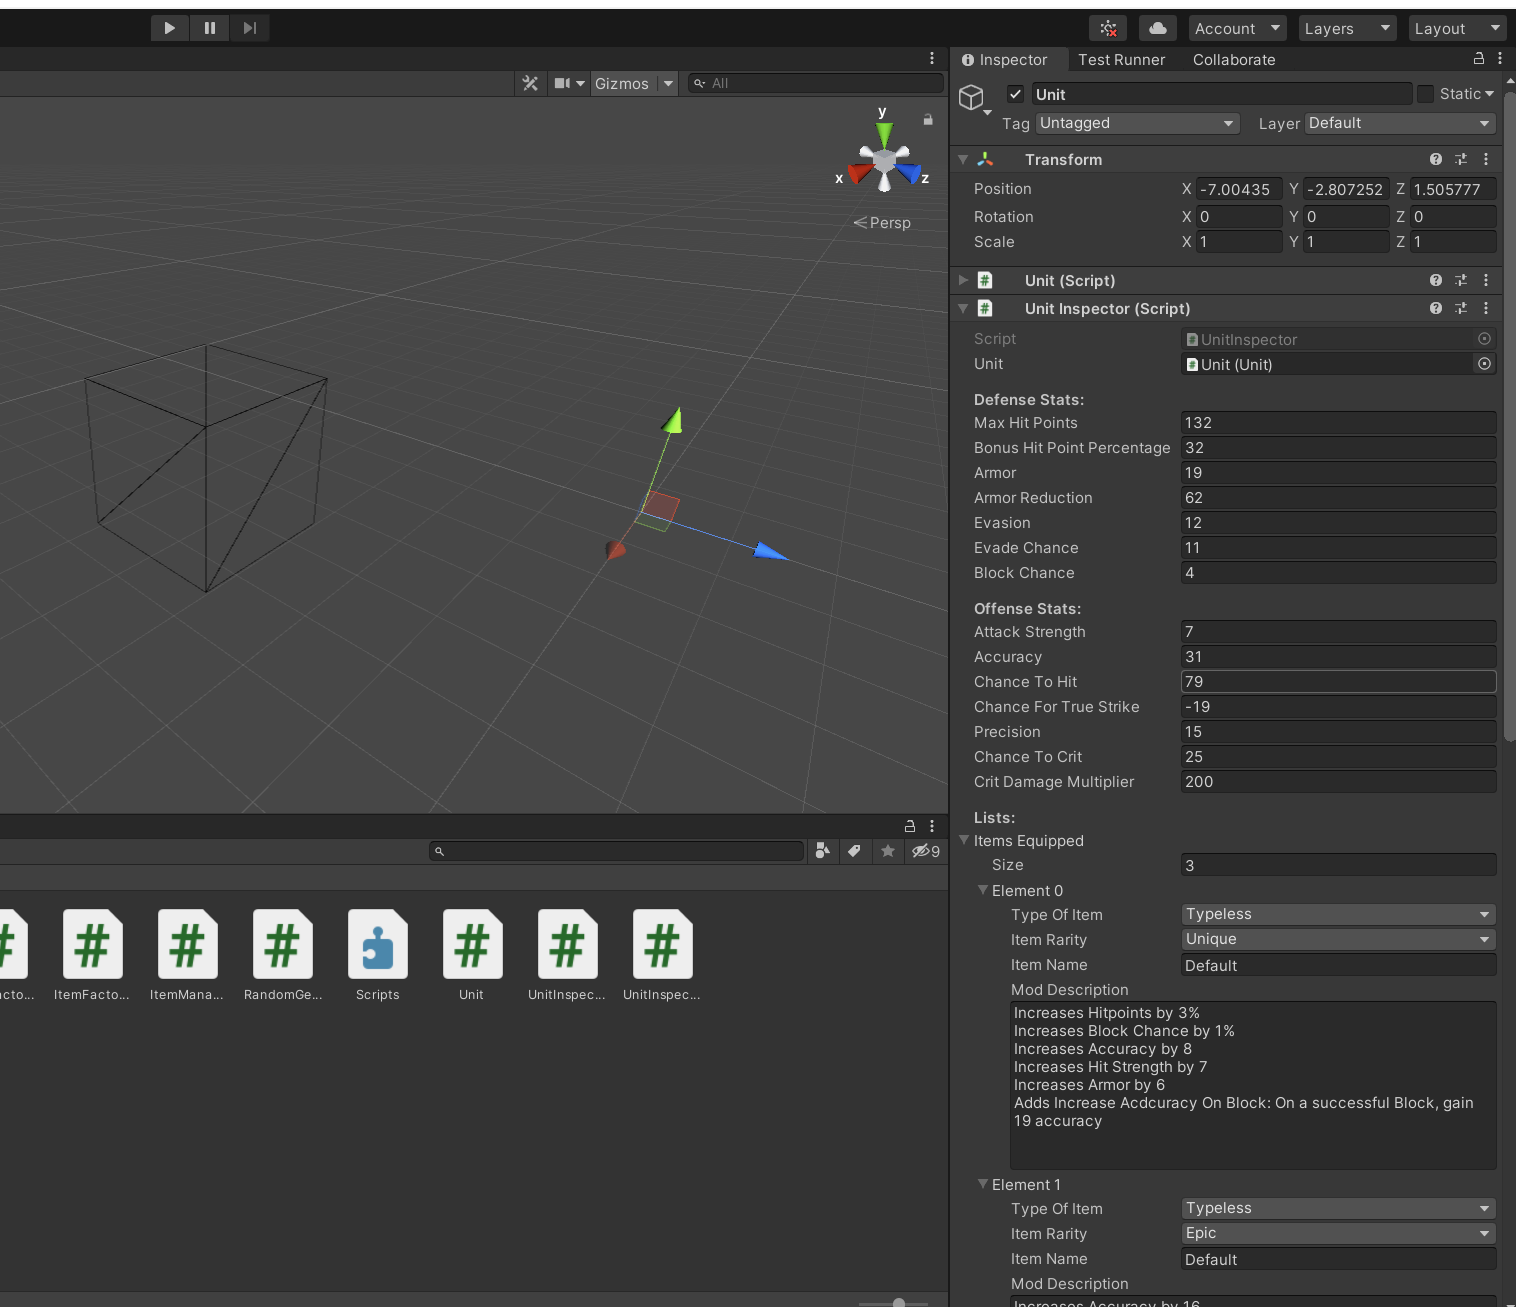 Account
Layers
Layout
Inspector
Test Runner
Collaborate
Gizmos
All
Unit
Static
Tag
Untagged
Layer
Default
y
x
z
Persp
Transform
Position
X -7.00435 Y -2.807252 Z 1.505777
Rotation
X 0 Y 0 Z 0
Scale
X 1 Y 1 Z 1
# Unit (Script)
# Unit Inspector (Script)
Script
# UnitInspector
Unit
# Unit (Unit)
Defense Stats:
Max Hit Points 132
Bonus Hit Point Percentage 32
Armor 19
Armor Reduction 62
Evasion 12
Evade Chance 11
Block Chance 4
Offense Stats:
Attack Strength 7
Accuracy 31
Chance To Hit 79
Chance For True Strike -19
Precision 15
Chance To Crit 25
Crit Damage Multiplier 200
Lists:
Items Equipped
Size 3
Element 0
Type Of Item Typeless
Item Rarity Unique
Item Name Default
Mod Description
Increases Hitpoints by 3%
Increases Block Chance by 1%
Increases Accuracy by 8
Increases Hit Strength by 7
Increases Armor by 6
Adds Increase Acdcuracy On Block: On a successful Block, gain
19 accuracy
Element 1
Type Of Item Typeless
Item Rarity Epic
Item Name Default
Mod Description
Increases Accuracy by 16
9
# # # # # # #
acto... ItemFacto... ItemMana... RandomGe... Scripts Unit UnitInspec... UnitInspec...